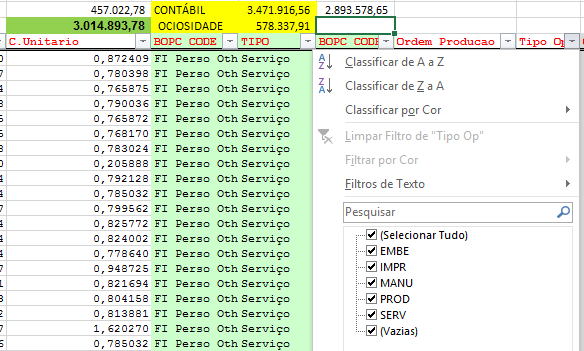 457.022,78 CONTÁBIL 3.471.916,56 2.893.578,65
3.014.893,78 OCIOSIDADE 578.337,91
C.Unitario BOPC CODE TIPO BOPC CODE Ordem Producao Tipo Op
0,872409 FI Perso Oth Serviço
0,780398 FI Perso Oth Serviço
0,765875 FI Perso Oth Serviço
0,790036 FI Perso Oth Serviço
0,765872 FI Perso Oth Serviço
0,768170 FI Perso Oth Serviço
0,783024 FI Perso Oth Serviço
0,205888 FI Perso Oth Serviço
0,792128 FI Perso Oth Serviço
0,785032 FI Perso Oth Serviço
0,799562 FI Perso Oth Serviço
0,825772 FI Perso Oth Serviço
0,824002 FI Perso Oth Serviço
0,778640 FI Perso Oth Serviço
0,948725 FI Perso Oth Serviço
0,821694 FI Perso Oth Serviço
0,804158 FI Perso Oth Serviço
0,813881 FI Perso Oth Serviço
1,620270 FI Perso Oth Serviço
0,785032 FI Perso Oth Serviço
Classificar de A a Z
Classificar de Z a A
Classificar por Cor
Limpar Filtro de "Tipo Op"
Filtrar por Cor
Filtros de Texto
Pesquisar
(Selecionar Tudo)
EMBE
IMPR
MANU
PROD
SERV
(Vazias)